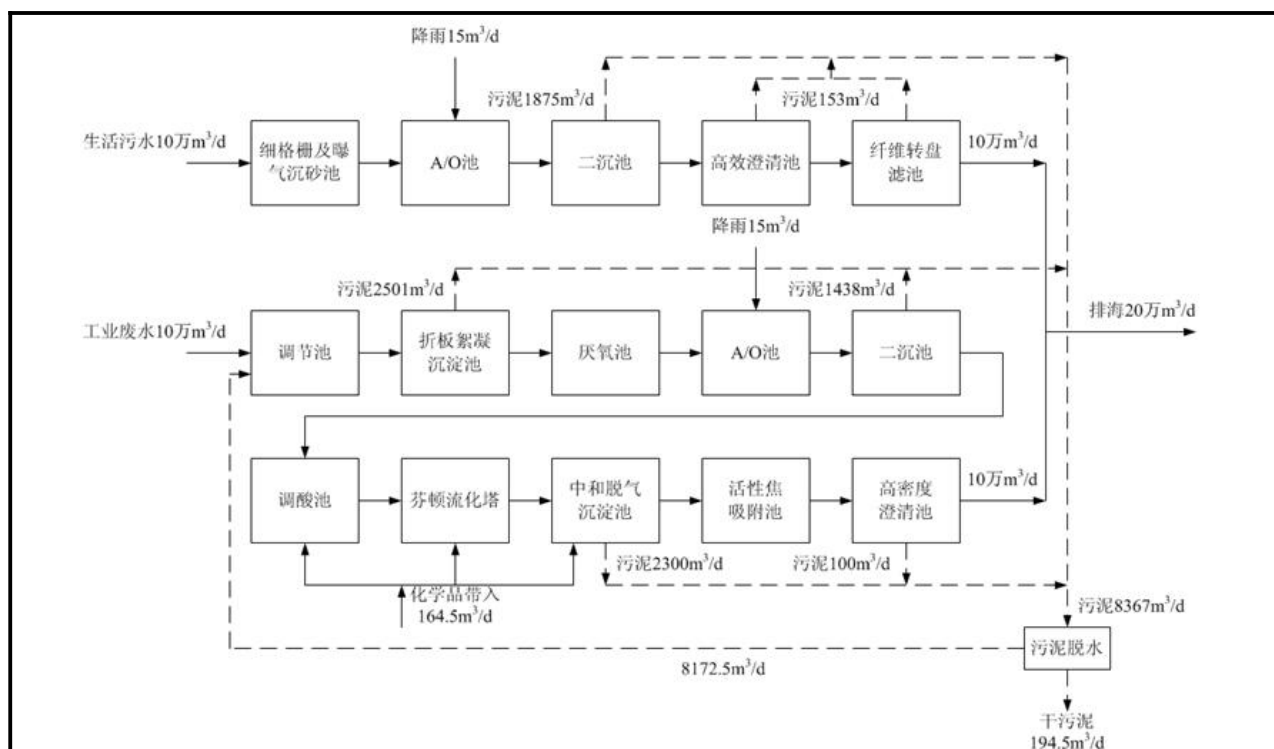 降雨15m³/d
污泥1875m³/d
污泥153m³/d
生活污水10万m³/d
细格栅及曝
气沉砂池
A/O池
二沉池
高效澄清池
纤维转盘
滤池
10万m³/d
降雨15m³/d
污泥2501m³/d
污泥1438m³/d
排海20万m³/d
工业废水10万m³/d
调节池
折板絮凝
沉淀池
厌氧池
A/O池
二沉池
调酸池
芬顿流化塔
中和脱气
沉淀池
活性焦
吸附池
高密度
澄清池
10万m³/d
污泥2300m³/d
污泥100m³/d
化学品带入
164.5m³/d
污泥8367m³/d
污泥脱水
8172.5m³/d
干污泥
194.5m³/d